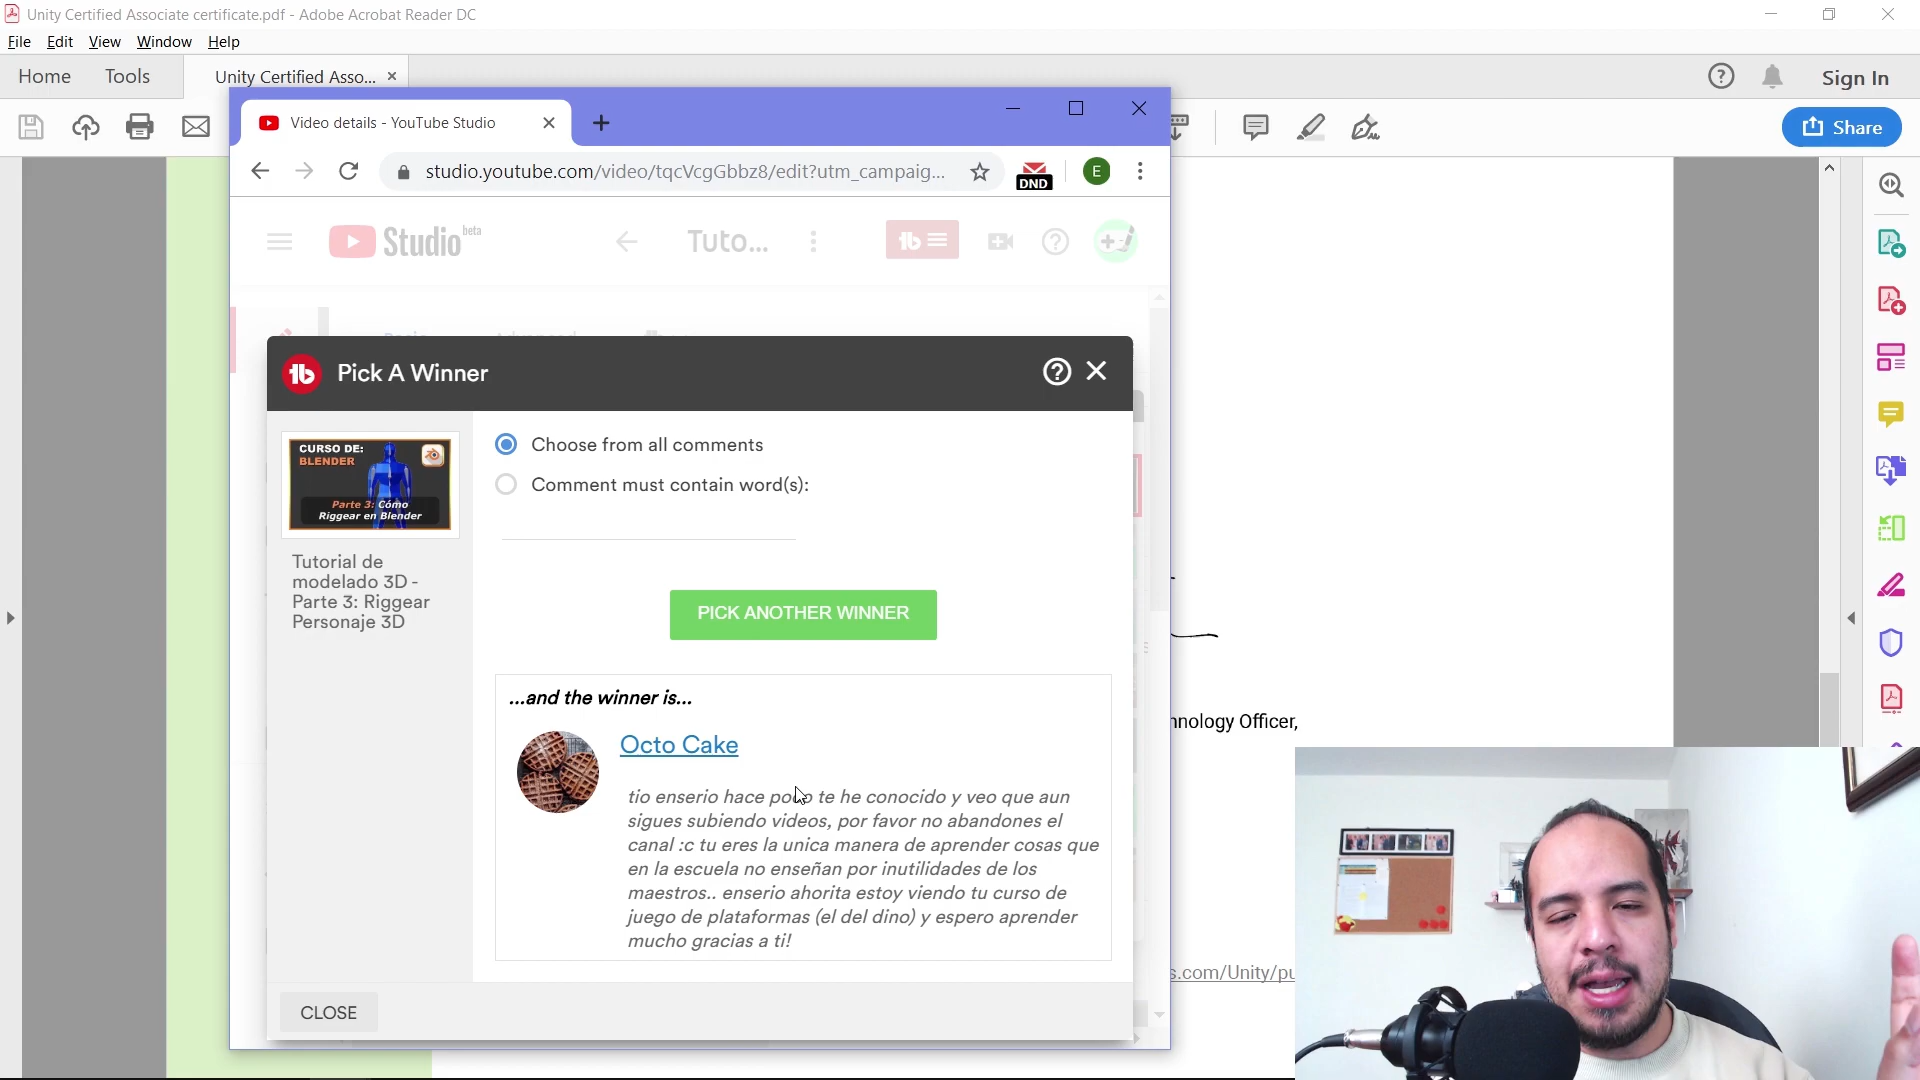 Unity Certified Associate certificate.pdf - Adobe Acrobat Reader DC
File Edit View Window Help
Home Tools
Unity Certified Asso...
Sign In
Share
Video details - YouTube Studio
studio.youtube.com/video/tqcVcgGbbz8/edit?utm_campaig...
DND
E
Studio beta
Tuto...
tb
Pick A Winner
CURSO DE:
BLENDER
Parte 3: Cómo
Riggear en Blender
Tutorial de
modelado 3D -
Parte 3: Riggear
Personaje 3D
Choose from all comments
Comment must contain word(s):
PICK ANOTHER WINNER
...and the winner is...
Octo Cake
tio enserio hace poco te he conocido y veo que aun
sigues subiendo videos, por favor no abandones el
canal :c tu eres la unica manera de aprender cosas que
en la escuela no enseñan por inutilidades de los
maestros.. enserio ahorita estoy viendo tu curso de
juego de plataformas (el del dino) y espero aprender
mucho gracias a ti!
CLOSE
hnology Officer,
s.com/Unity/pu